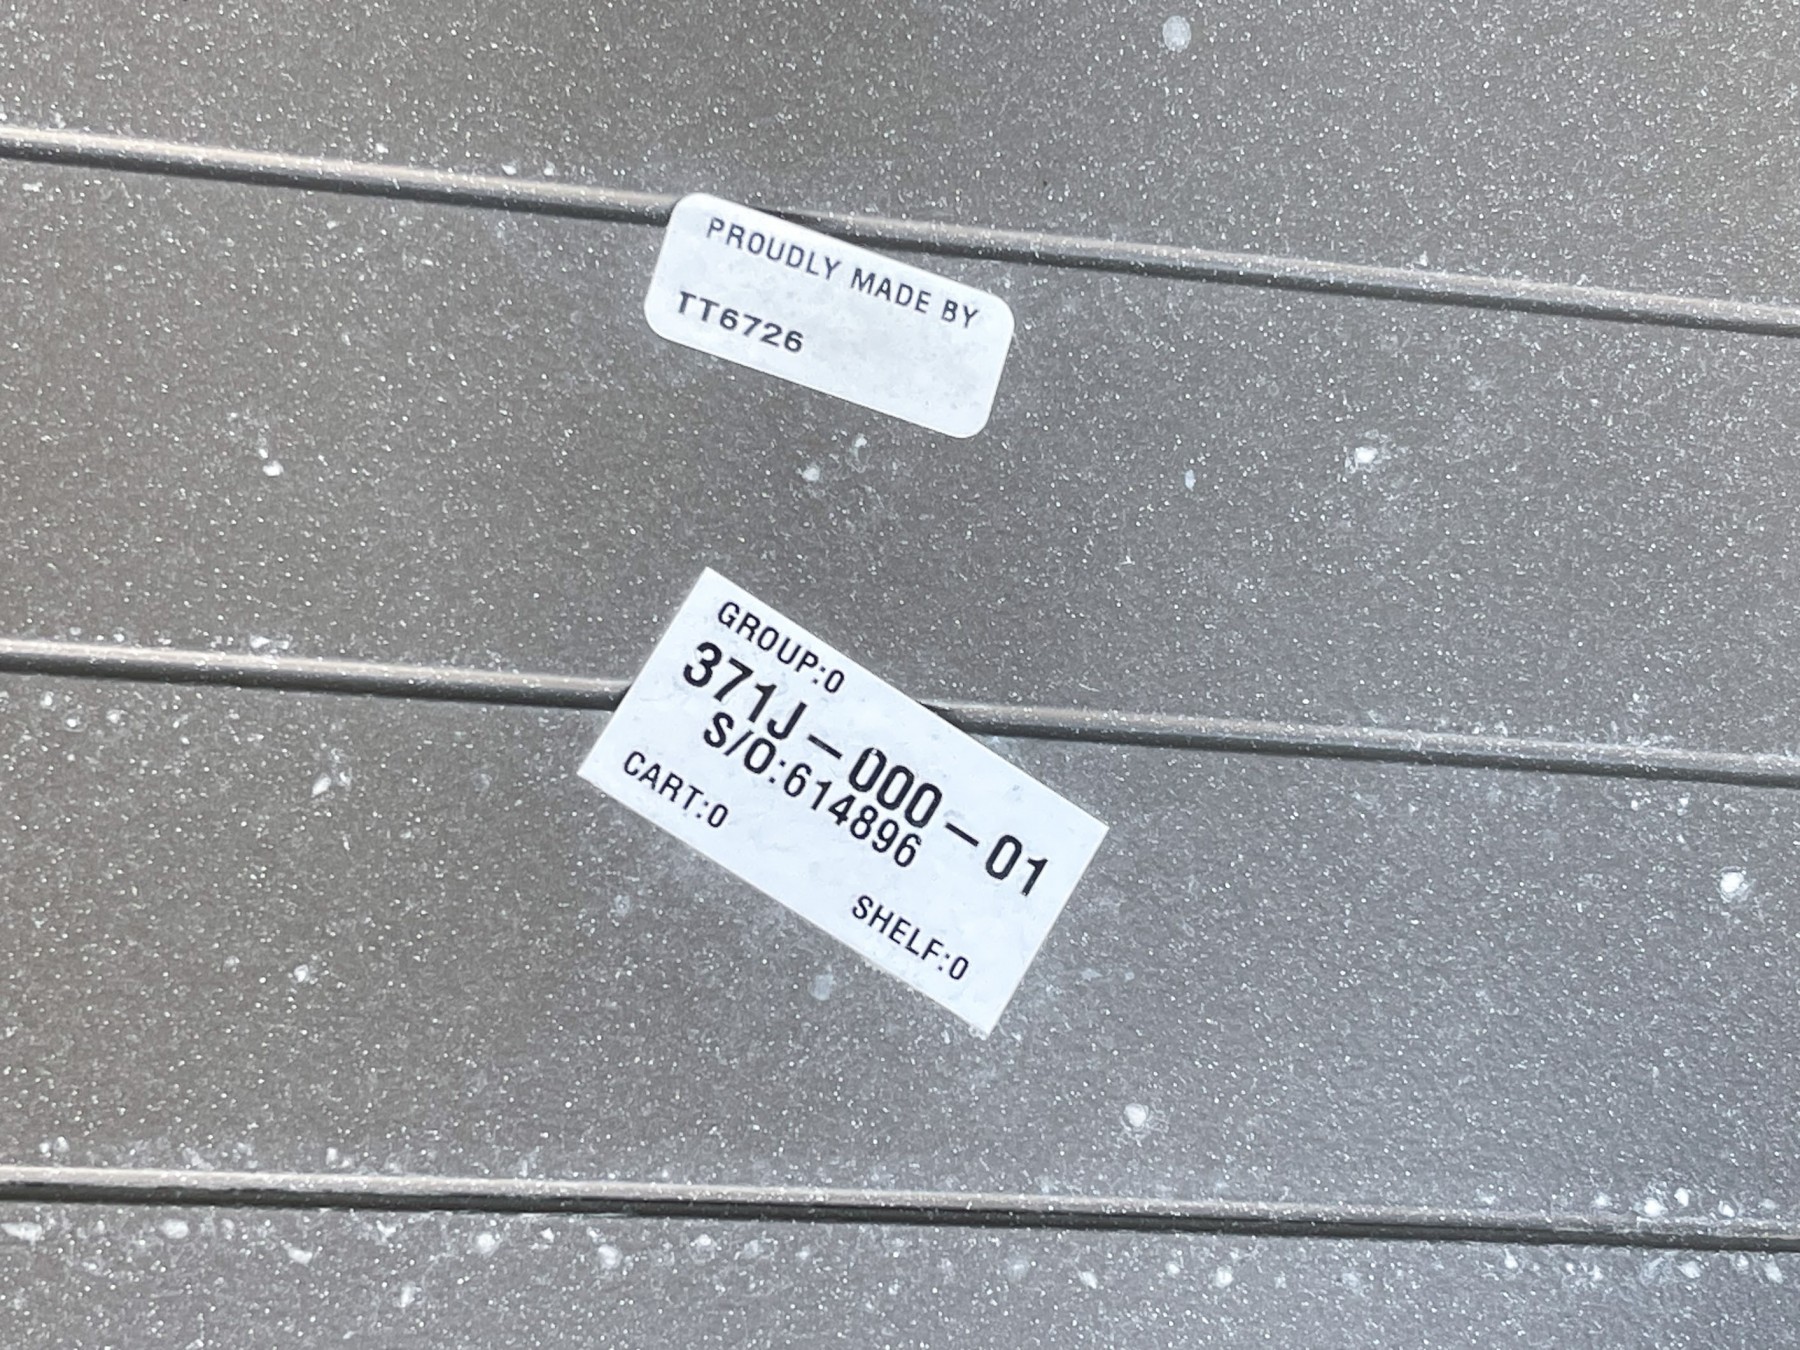 PROUDLY MADE BY
TT6726
GROUP:0
371J-000-01
S/O:614896
CART:0
SHELF:0